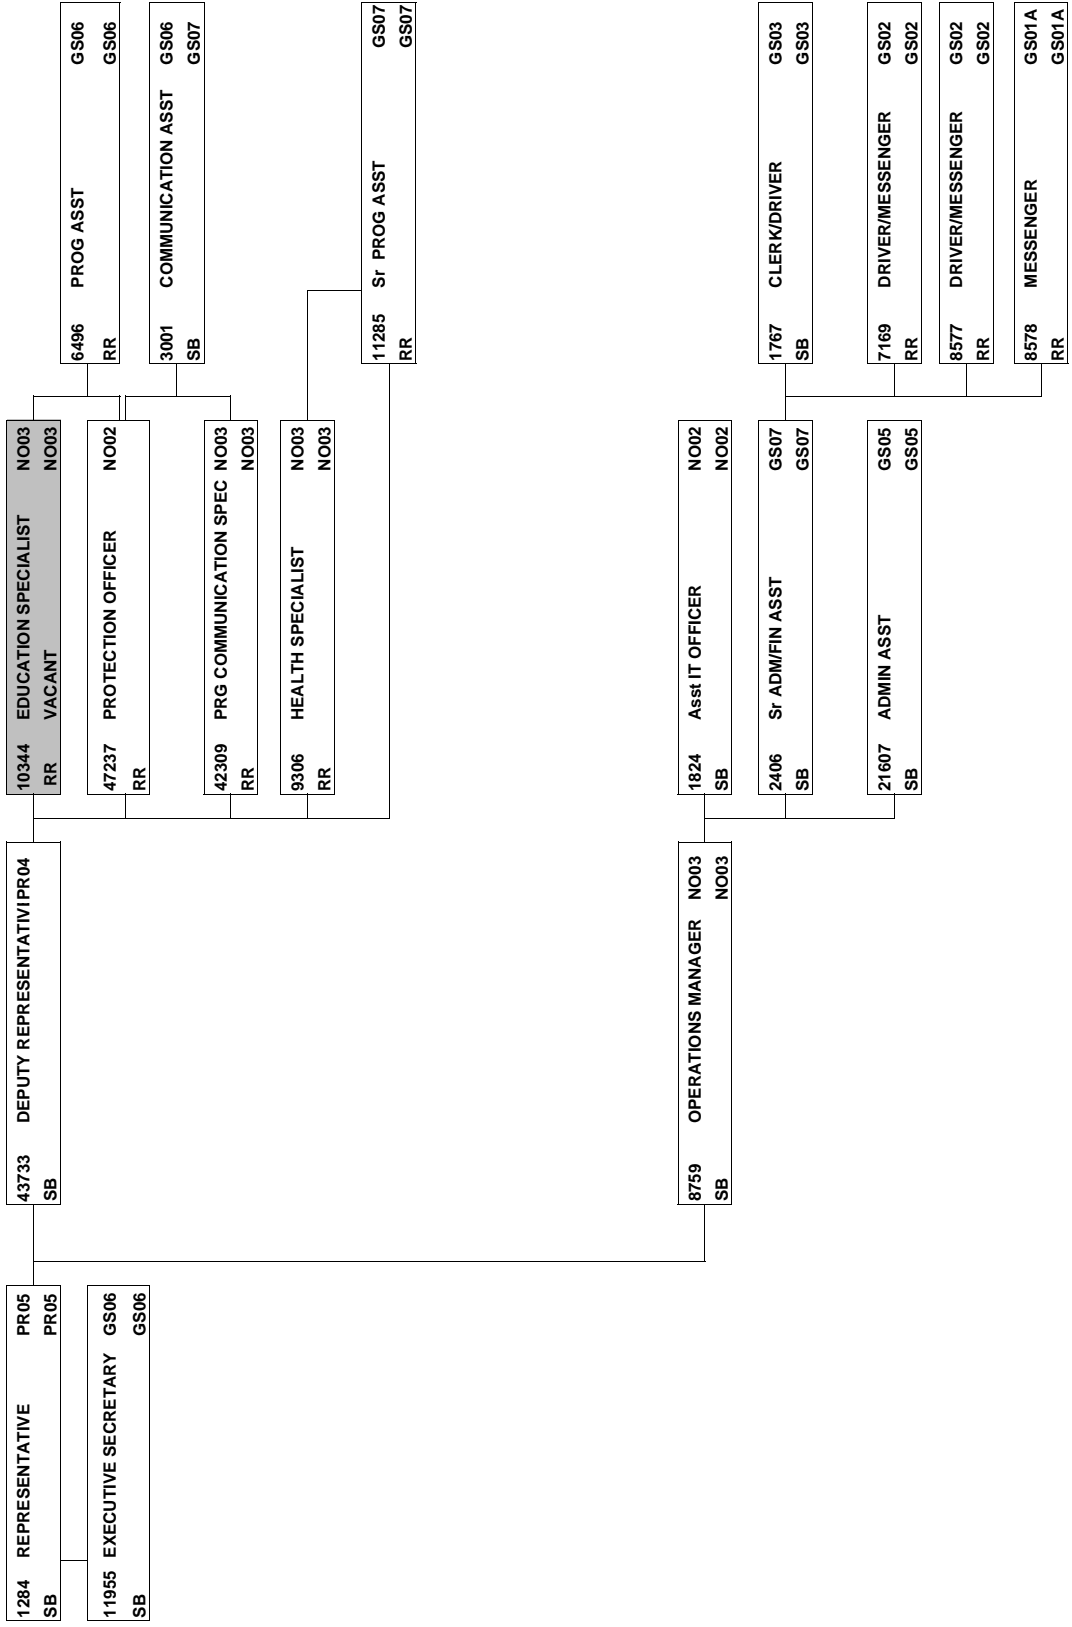 1284 REPRESENTATIVE PR05
SB PR05
11955 EXECUTIVE SECRETARY GS06
SB GS06
43733 DEPUTY REPRESENTATIVI PR04
SB
8759 OPERATIONS MANAGER NO03
SB NO03
10344 EDUCATION SPECIALIST NO03
RR VACANT NO03
47237 PROTECTION OFFICER NO02
RR
42309 PRG COMMUNICATION SPEC NO03
RR NO03
9306 HEALTH SPECIALIST NO03
RR NO03
1824 Asst IT OFFICER NO02
SB NO02
2406 Sr ADM/FIN ASST GS07
SB GS07
21607 ADMIN ASST GS05
SB GS05
6496 PROG ASST GS06
RR GS06
3001 COMMUNICATION ASST GS06
SB GS07
11285 Sr PROG ASST GS07
RR GS07
1767 CLERK/DRIVER GS03
SB GS03
7169 DRIVER/MESSENGER GS02
RR GS02
8577 DRIVER/MESSENGER GS02
RR GS02
8578 MESSENGER GS01A
RR GS01A